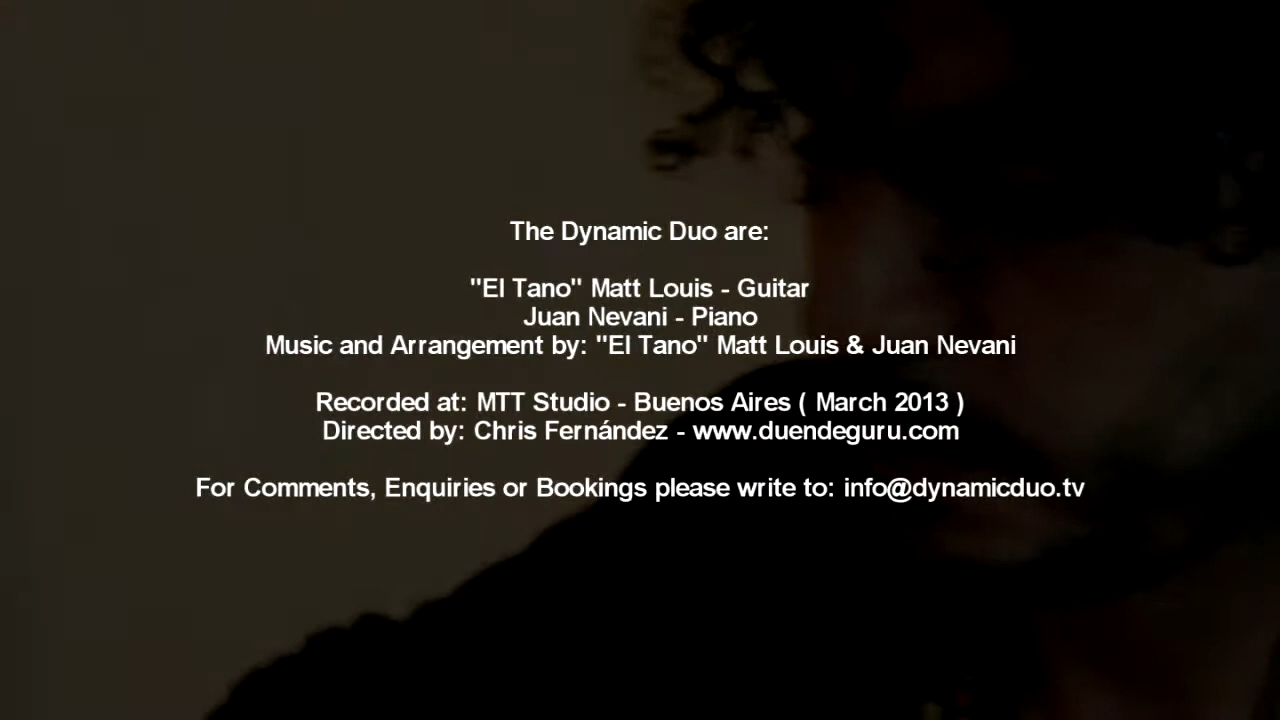 The Dynamic Duo are:
"El Tano" Matt Louis - Guitar
Juan Nevani - Piano
Music and Arrangement by: "El Tano" Matt Louis & Juan Nevani
Recorded at: MTT Studio - Buenos Aires ( March 2013 )
Directed by: Chris Fernández - www.duendeguru.com
For Comments, Enquiries or Bookings please write to: info@dynamicduo.tv